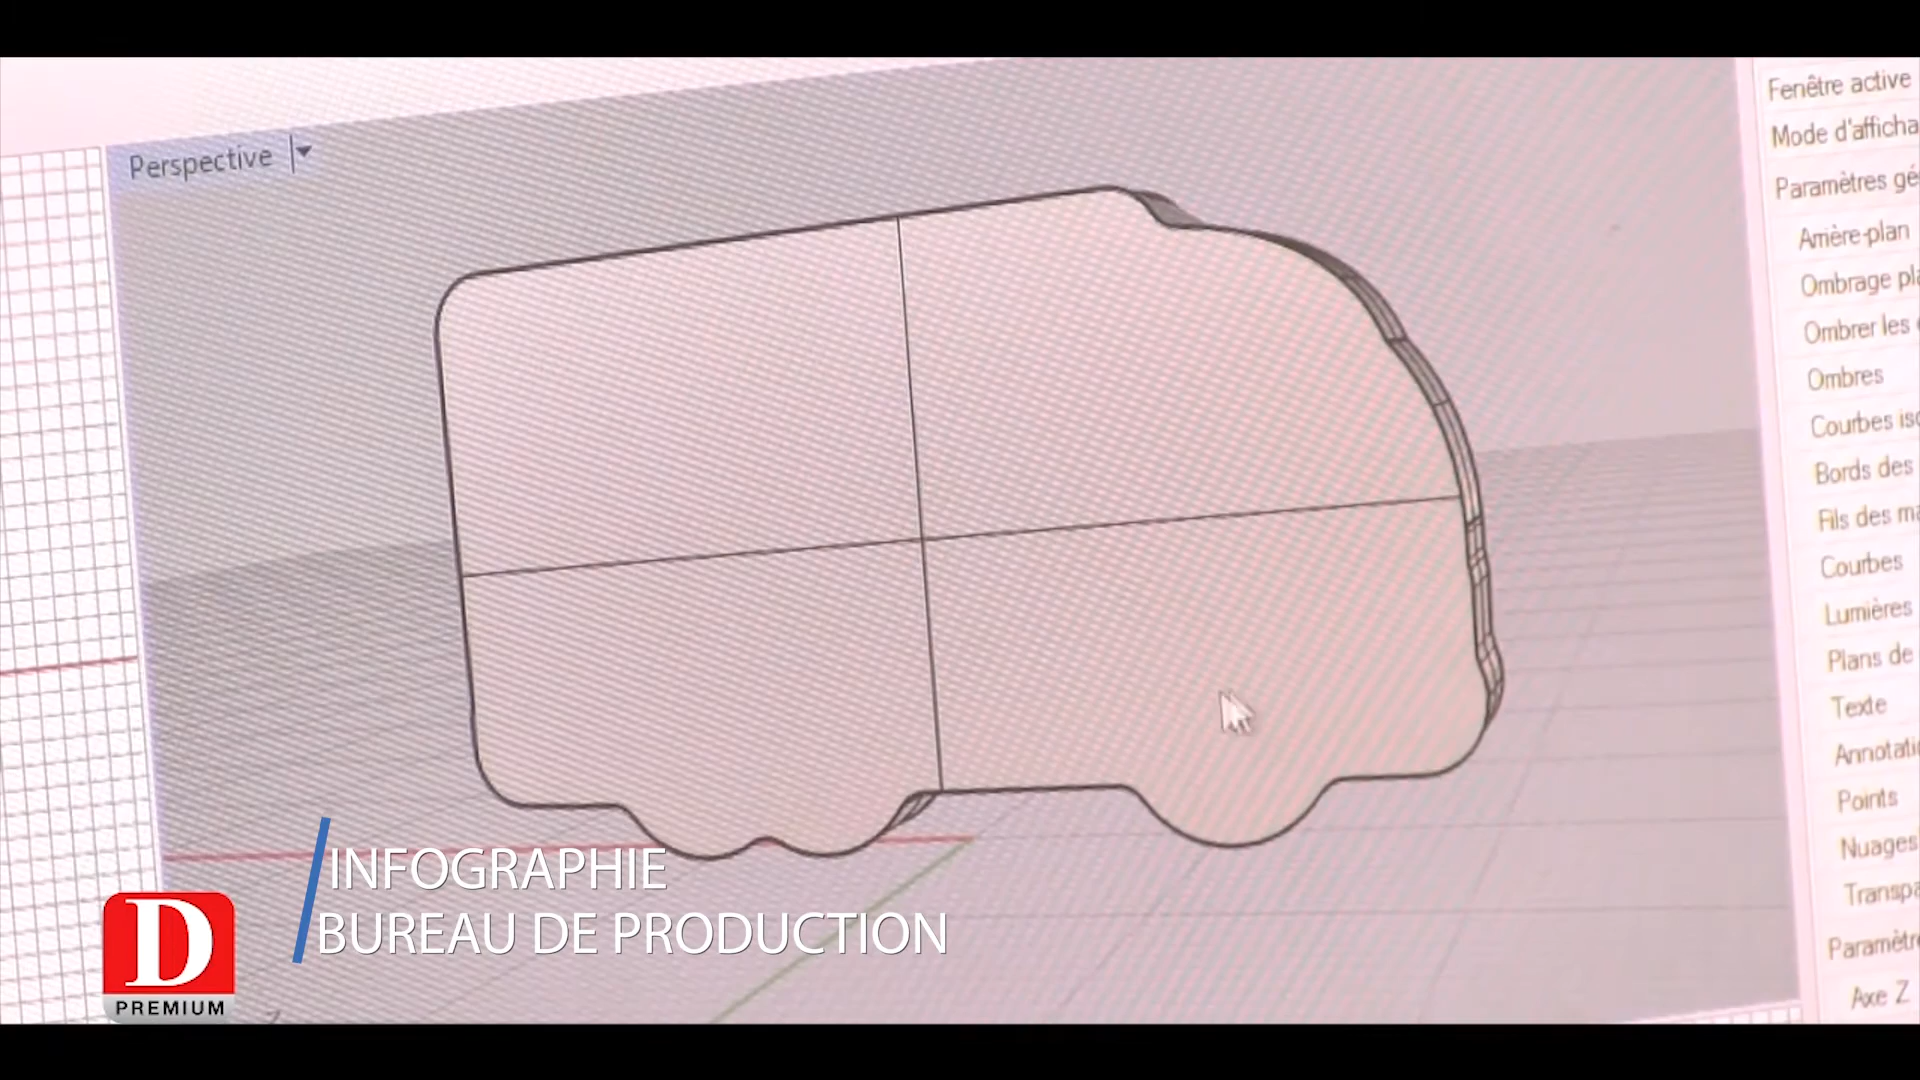 Perspective
Fenêtre active
Mode d'afficha
Paramètres gé
Arrière-plan
Ombrage pla
Ombrer les
Ombres
Courbes iso
Bords des
Fils des ma
Courbes
Lumières
Plans de
Texte
Annotati
Points
Nuages
Transpa
Paramètre
Axe Z
INFOGRAPHIE
BUREAU DE PRODUCTION
D
PREMIUM